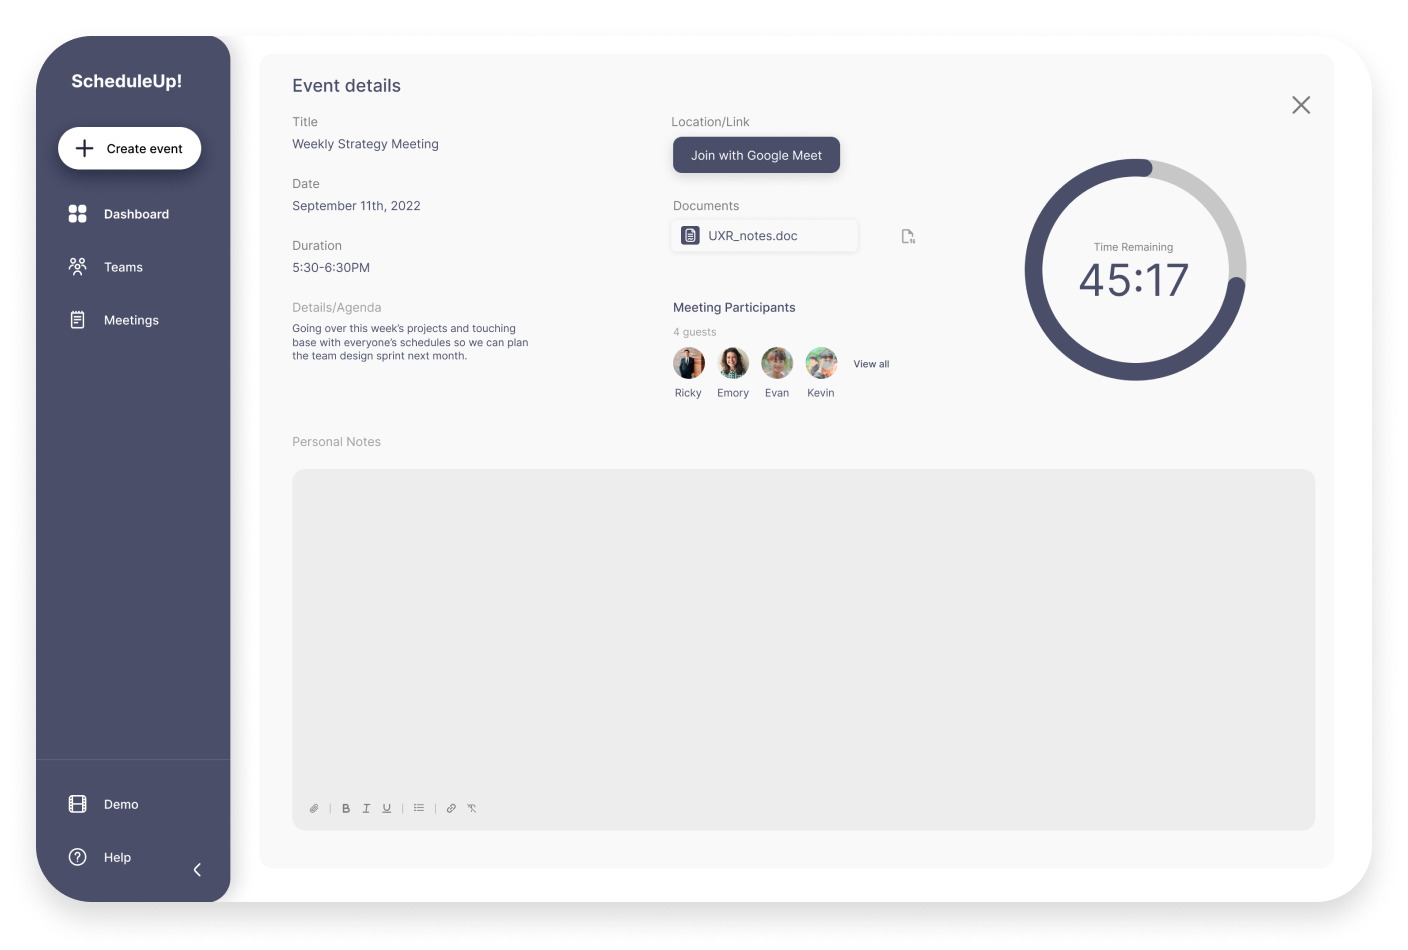 ScheduleUp!
Create event
Dashboard
Teams
Meetings
Demo
Help
Event details
Title
Weekly Strategy Meeting
Date
September 11th, 2022
Duration
5:30-6:30PM
Details/Agenda
Going over this week’s projects and touching
base with everyone’s schedules so we can plan
the team design sprint next month.
Location/Link
Join with Google Meet
Documents
UXR_notes.doc
Meeting Participants
4 guests
Ricky Emory Evan Kevin
View all
Time Remaining
45:17
Personal Notes
B I U